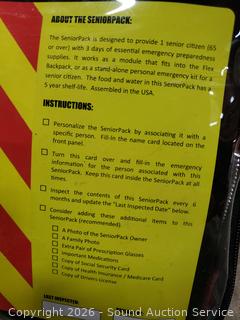 ABOUT THE SENIORPACK:
The SeniorPack is designed to provide 1 senior citizen (65
or over) with 3 days of essential emergency preparedness
supplies. It works as a module that fits into the Flex
Backpack, or as a stand-alone personal emergency kit for a
senior citizen. The food and water in this SeniorPack has a
5 year shelf-life. Assembled in the USA.
INSTRUCTIONS:
Personalize the SeniorPack by associating it with a
specific person. Fill-in the name card located on the
front panel.
Turn this card over and fill-in the emergency
information for the person associated with this
SeniorPack. Keep this card inside the SeniorPack at all
times.
Inspect the contents of this SeniorPack every 6
months and update the "Last Inspected Date" below.
Consider adding these additional items to this
SeniorPack (recommended):
A Photo of the SeniorPack Owner
A Family Photo
Extra Pair of Prescription Glasses
Important Medications
Copy of Social Security Card
Copy of Health Insurance / Medicare Card
Copy of Drivers License
LAST INSPECTED:
Copyright 2026 - Sound Auction Service